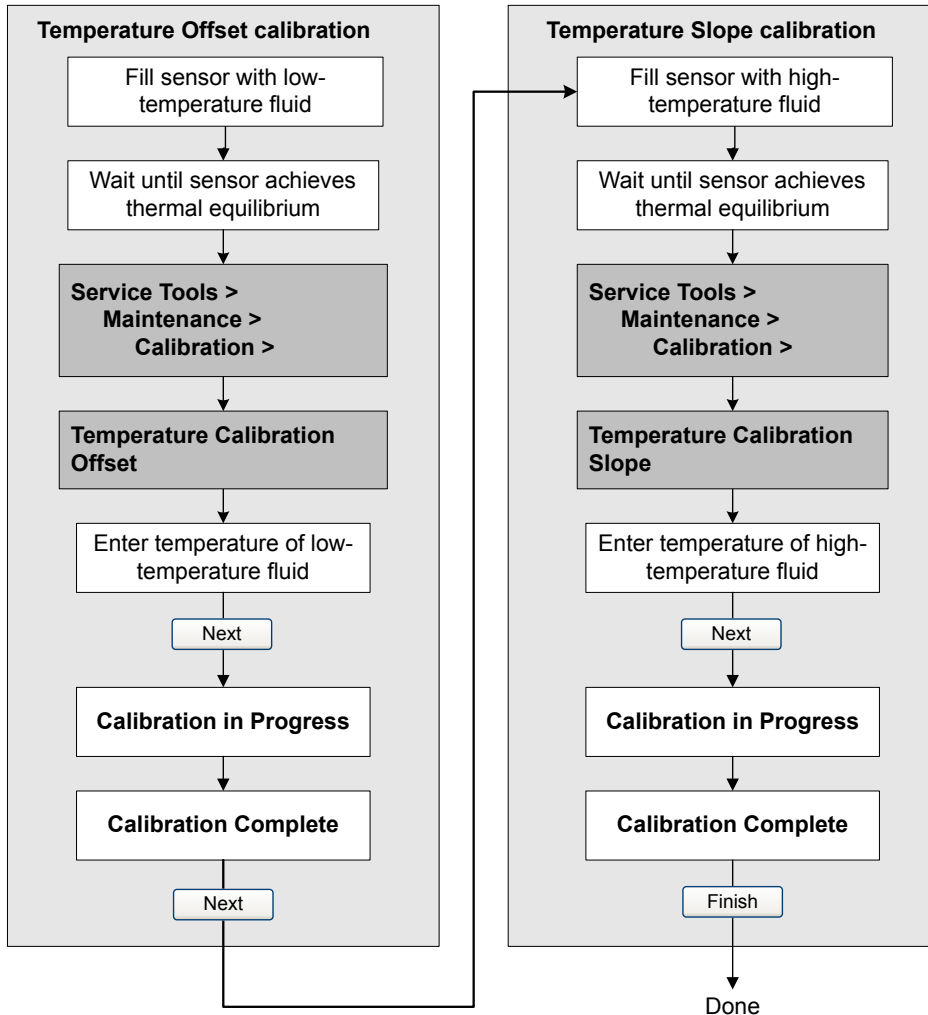 Temperature Offset calibration
Fill sensor with low-
temperature fluid
Wait until sensor achieves
thermal equilibrium
Service Tools >
Maintenance >
Calibration >
Temperature Calibration
Offset
Enter temperature of low-
temperature fluid
Next
Calibration in Progress
Calibration Complete
Next
Temperature Slope calibration
Fill sensor with high-
temperature fluid
Wait until sensor achieves
thermal equilibrium
Service Tools >
Maintenance >
Calibration >
Temperature Calibration
Slope
Enter temperature of high-
temperature fluid
Next
Calibration in Progress
Calibration Complete
Finish
Done